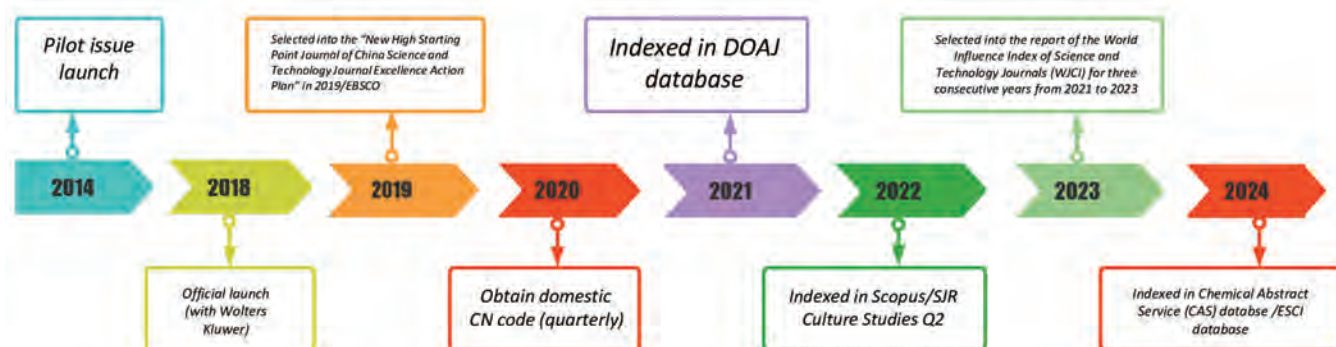 Pilot issue
launch
Selected into the "New High Starting
Point Journal of China Science and
Technology Journal Excellence Action
Plan" in 2019/EBSCO
Indexed in DOAJ
database
Selected into the report of the World
Influence Index of Science and
Technology Journals (WJCI) for three
consecutive years from 2021 to 2023
2014
2018
2019
2020
2021
2022
2023
2024
Official launch
(with Wolters
Kluwer)
Obtain domestic
CN code (quarterly)
Indexed in Scopus/SJR
Culture Studies Q2
Indexed in Chemical Abstract
Service (CAS) databse /ESCI
database